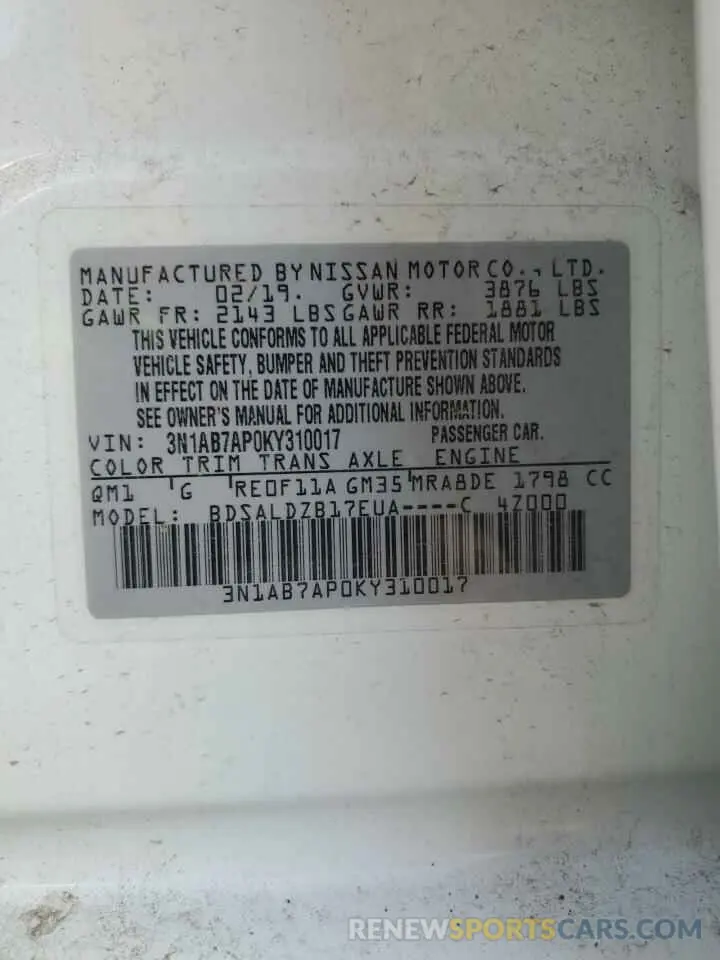 MANUFACTURED BY NISSAN MOTOR CO., LTD.
DATE: 02/19. GVWR: 3876 LBS
GAWR FR: 2143 LBS GAWR RR: 1881 LBS
THIS VEHICLE CONFORMS TO ALL APPLICABLE FEDERAL MOTOR
VEHICLE SAFETY, BUMPER AND THEFT PREVENTION STANDARDS
IN EFFECT ON THE DATE OF MANUFACTURE SHOWN ABOVE.
SEE OWNER'S MANUAL FOR ADDITIONAL INFORMATION.
VIN: 3N1AB7AP0KY310017 PASSENGER CAR.
COLOR TRIM TRANS AXLE ENGINE
QM1 G RE0F11A GM35 MRA8DE 1798 CC
MODEL: BDSALDZB17EUA----C 4Z000
3N1AB7AP0KY310017
RENEWSPORTSCARS.COM